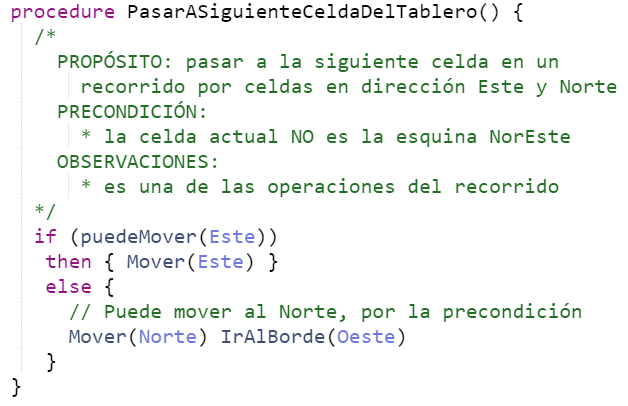 procedure PasarASiguienteCeldaDelTablero() {
/*
PROPÓSITO: pasar a la siguiente celda en un
recorrido por celdas en dirección Este y Norte
PRECONDICIÓN:
* la celda actual NO es la esquina NorEste
OBSERVACIONES:
* es una de las operaciones del recorrido
*/
if (puedeMover(Este))
then { Mover(Este) }
else {
// Puede mover al Norte, por la precondición
Mover(Norte) IrAlBorde(Oeste)
}
}